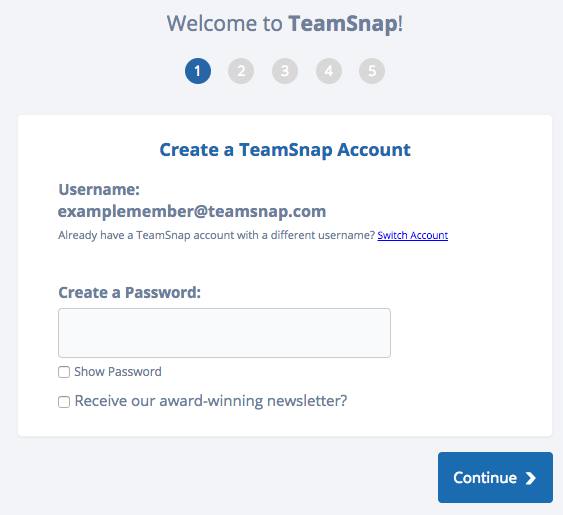 Welcome to TeamSnap!
1 2 3 4 5
Create a TeamSnap Account
Username:
examplemember@teamsnap.com
Already have a TeamSnap account with a different username? Switch Account
Create a Password:
Show Password
Receive our award-winning newsletter?
Continue